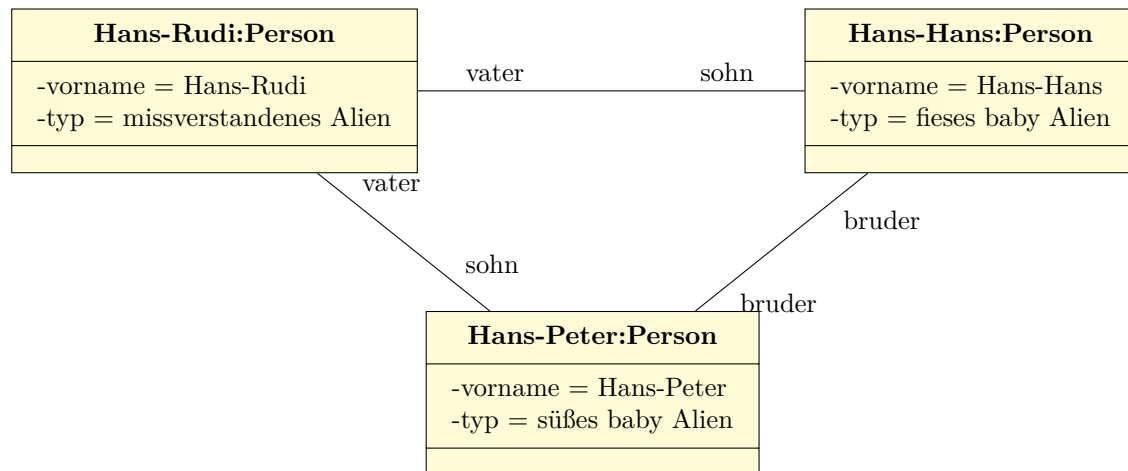 Hans-Rudi:Person
-vorname = Hans-Rudi
-typ = missverstandenes Alien
vater
sohn
Hans-Hans:Person
-vorname = Hans-Hans
-typ = fieses baby Alien
vater
sohn
bruder
bruder
Hans-Peter:Person
-vorname = Hans-Peter
-typ = süßes baby Alien